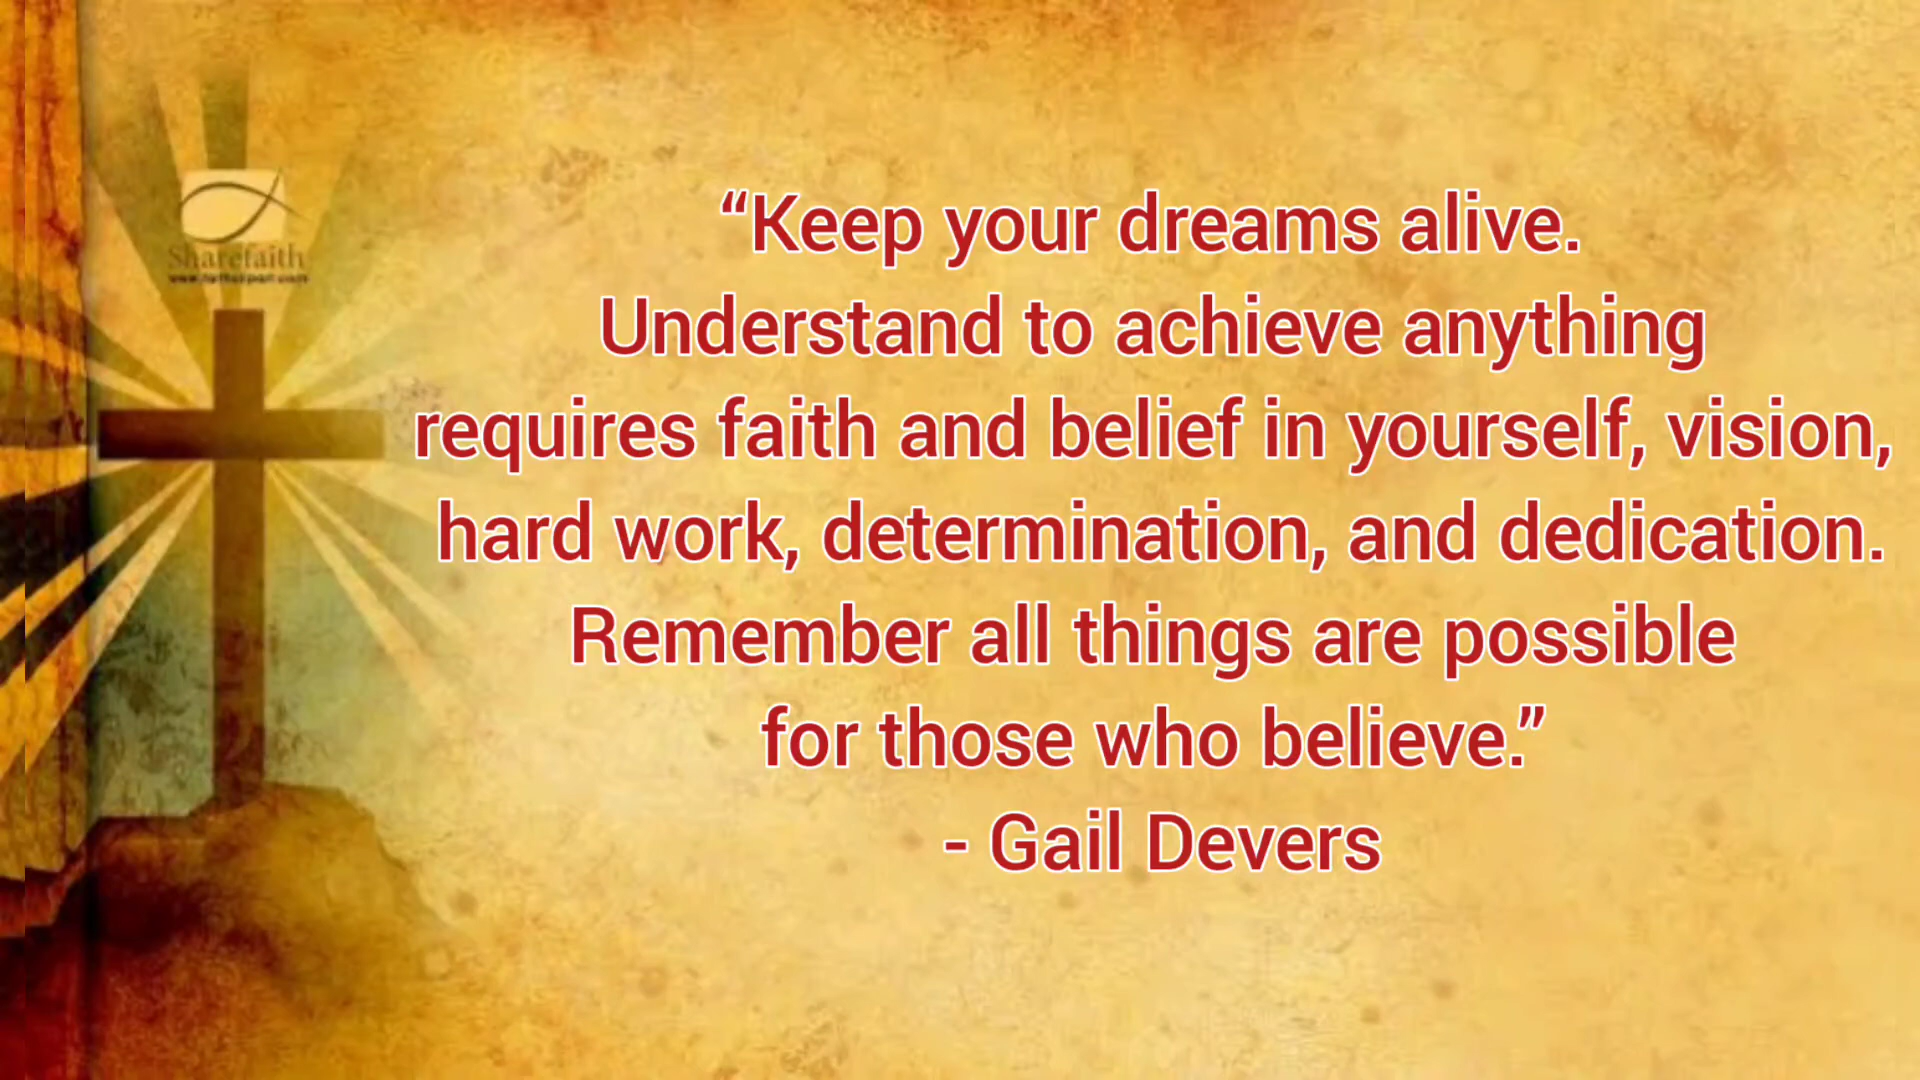 Sharefaith
“Keep your dreams alive.
Understand to achieve anything
requires faith and belief in yourself, vision,
hard work, determination, and dedication.
Remember all things are possible
for those who believe.”
- Gail Devers